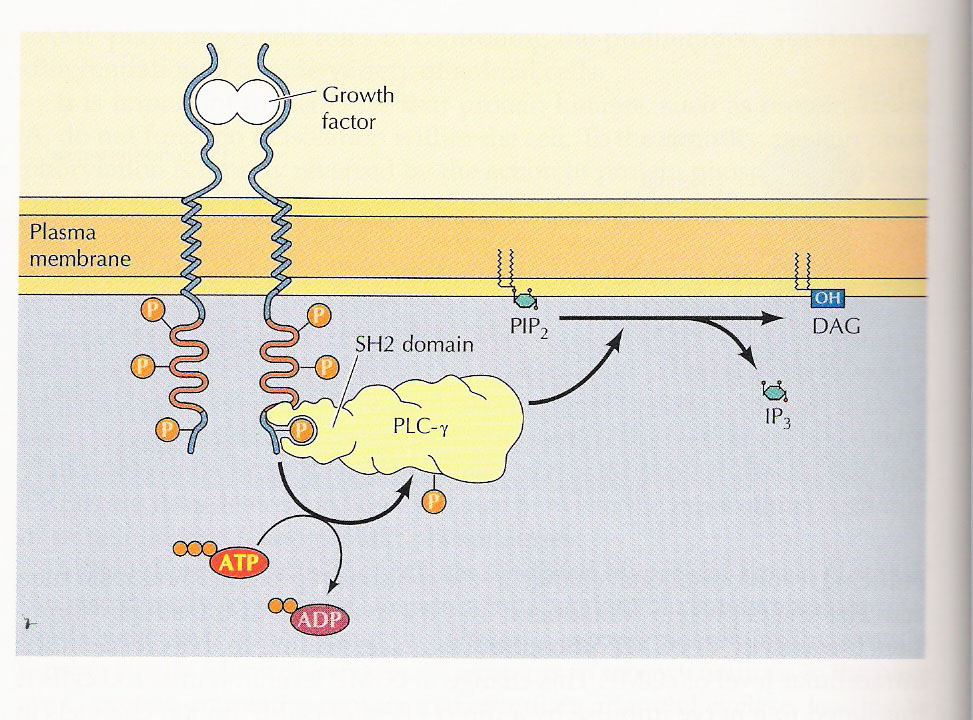 Growth
factor
Plasma
membrane
P
P
P
P
P
P
P
SH2 domain
PLC-γ
PIP2
OH
DAG
IP3
ATP
ADP